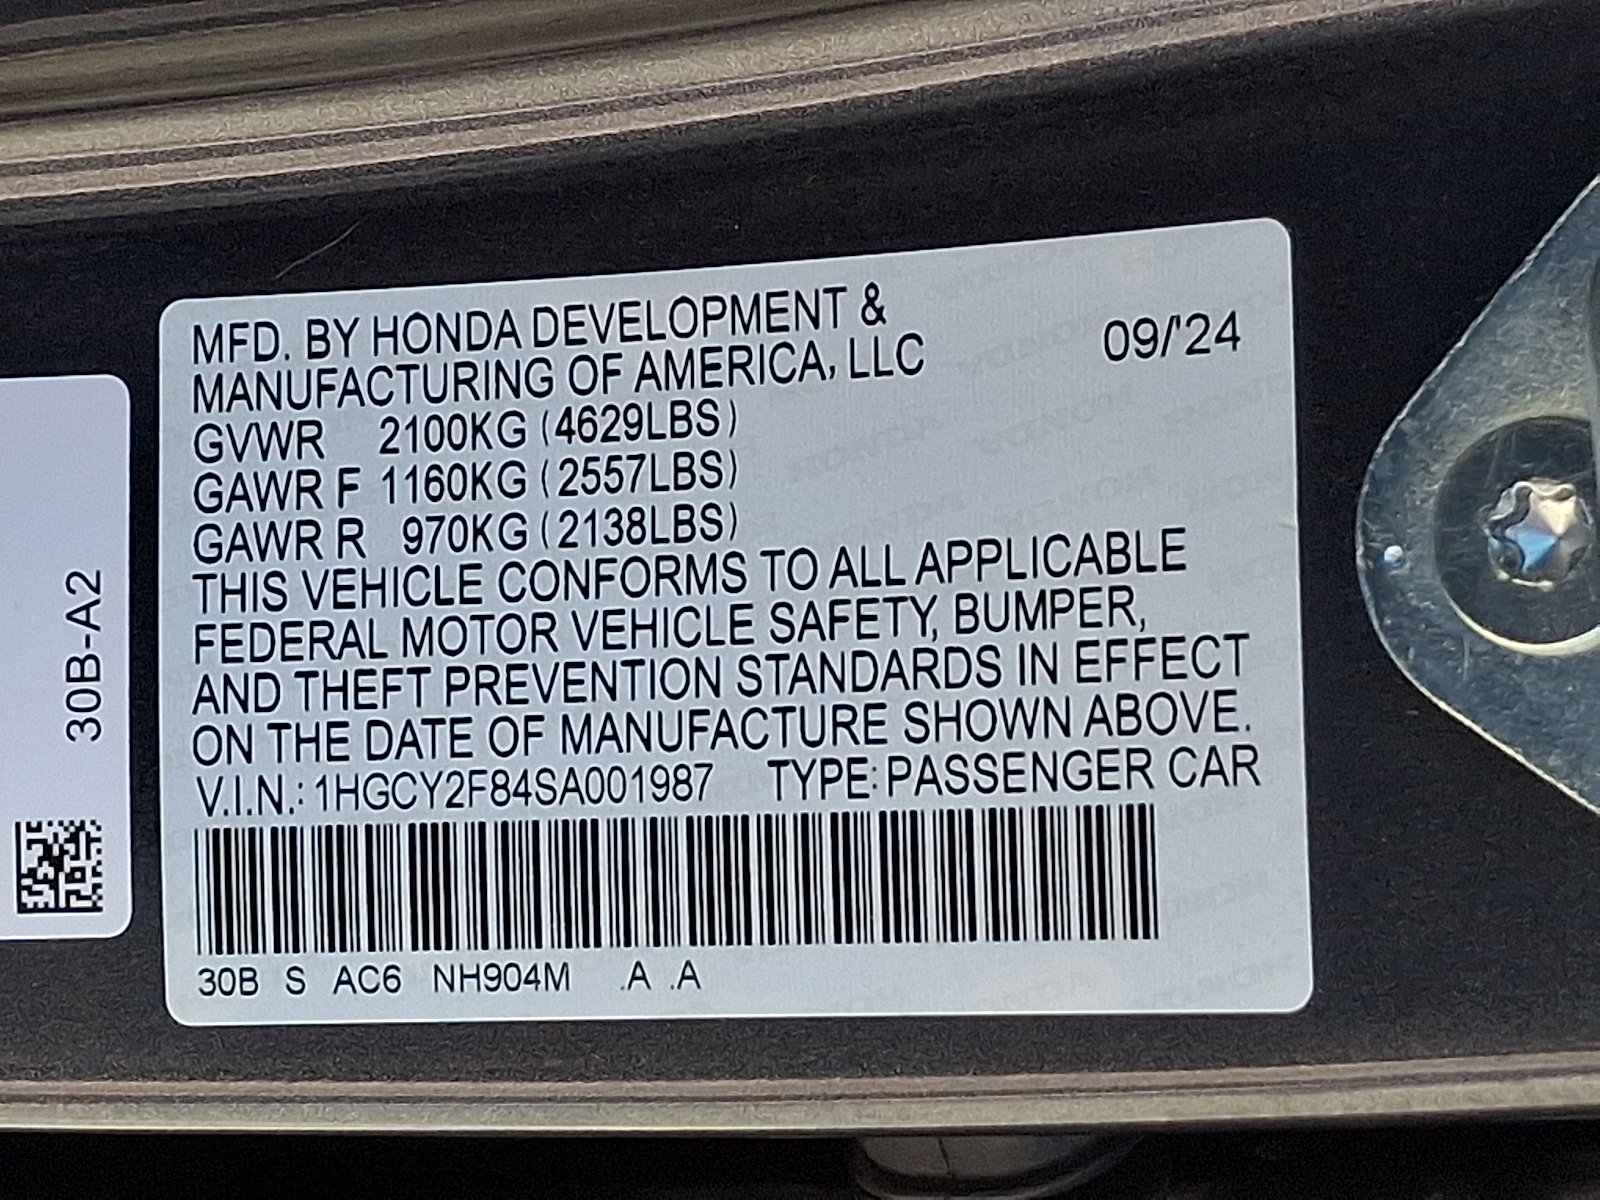 MFD. BY HONDA DEVELOPMENT &
MANUFACTURING OF AMERICA, LLC
09/'24
GVWR 2100KG (4629LBS)
GAWR F 1160KG (2557LBS)
GAWR R 970KG (2138LBS)
THIS VEHICLE CONFORMS TO ALL APPLICABLE
FEDERAL MOTOR VEHICLE SAFETY, BUMPER,
AND THEFT PREVENTION STANDARDS IN EFFECT
ON THE DATE OF MANUFACTURE SHOWN ABOVE.
V.I.N.: 1HGCY2F84SA001987 TYPE: PASSENGER CAR
30B S AC6 NH904M .A .A
30B-A2